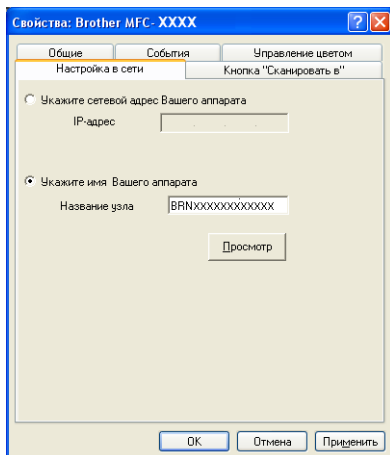 Свойства: Brother MFC- XXXX
Общие События Управление цветом
Настройка в сети Кнопка "Сканировать в"
Укажите сетевой адрес Вашего аппарата
IP-адрес
Укажите имя Вашего аппарата
Название узла BRNXXXXXXXXXXXX
Просмотр
OK Отмена Применить